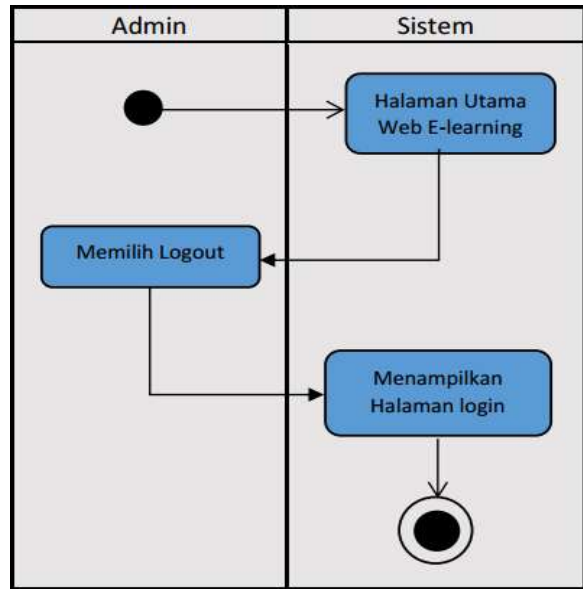 Admin
Sistem
Halaman Utama
Web E-learning
Memilih Logout
Menampilkan
Halaman login